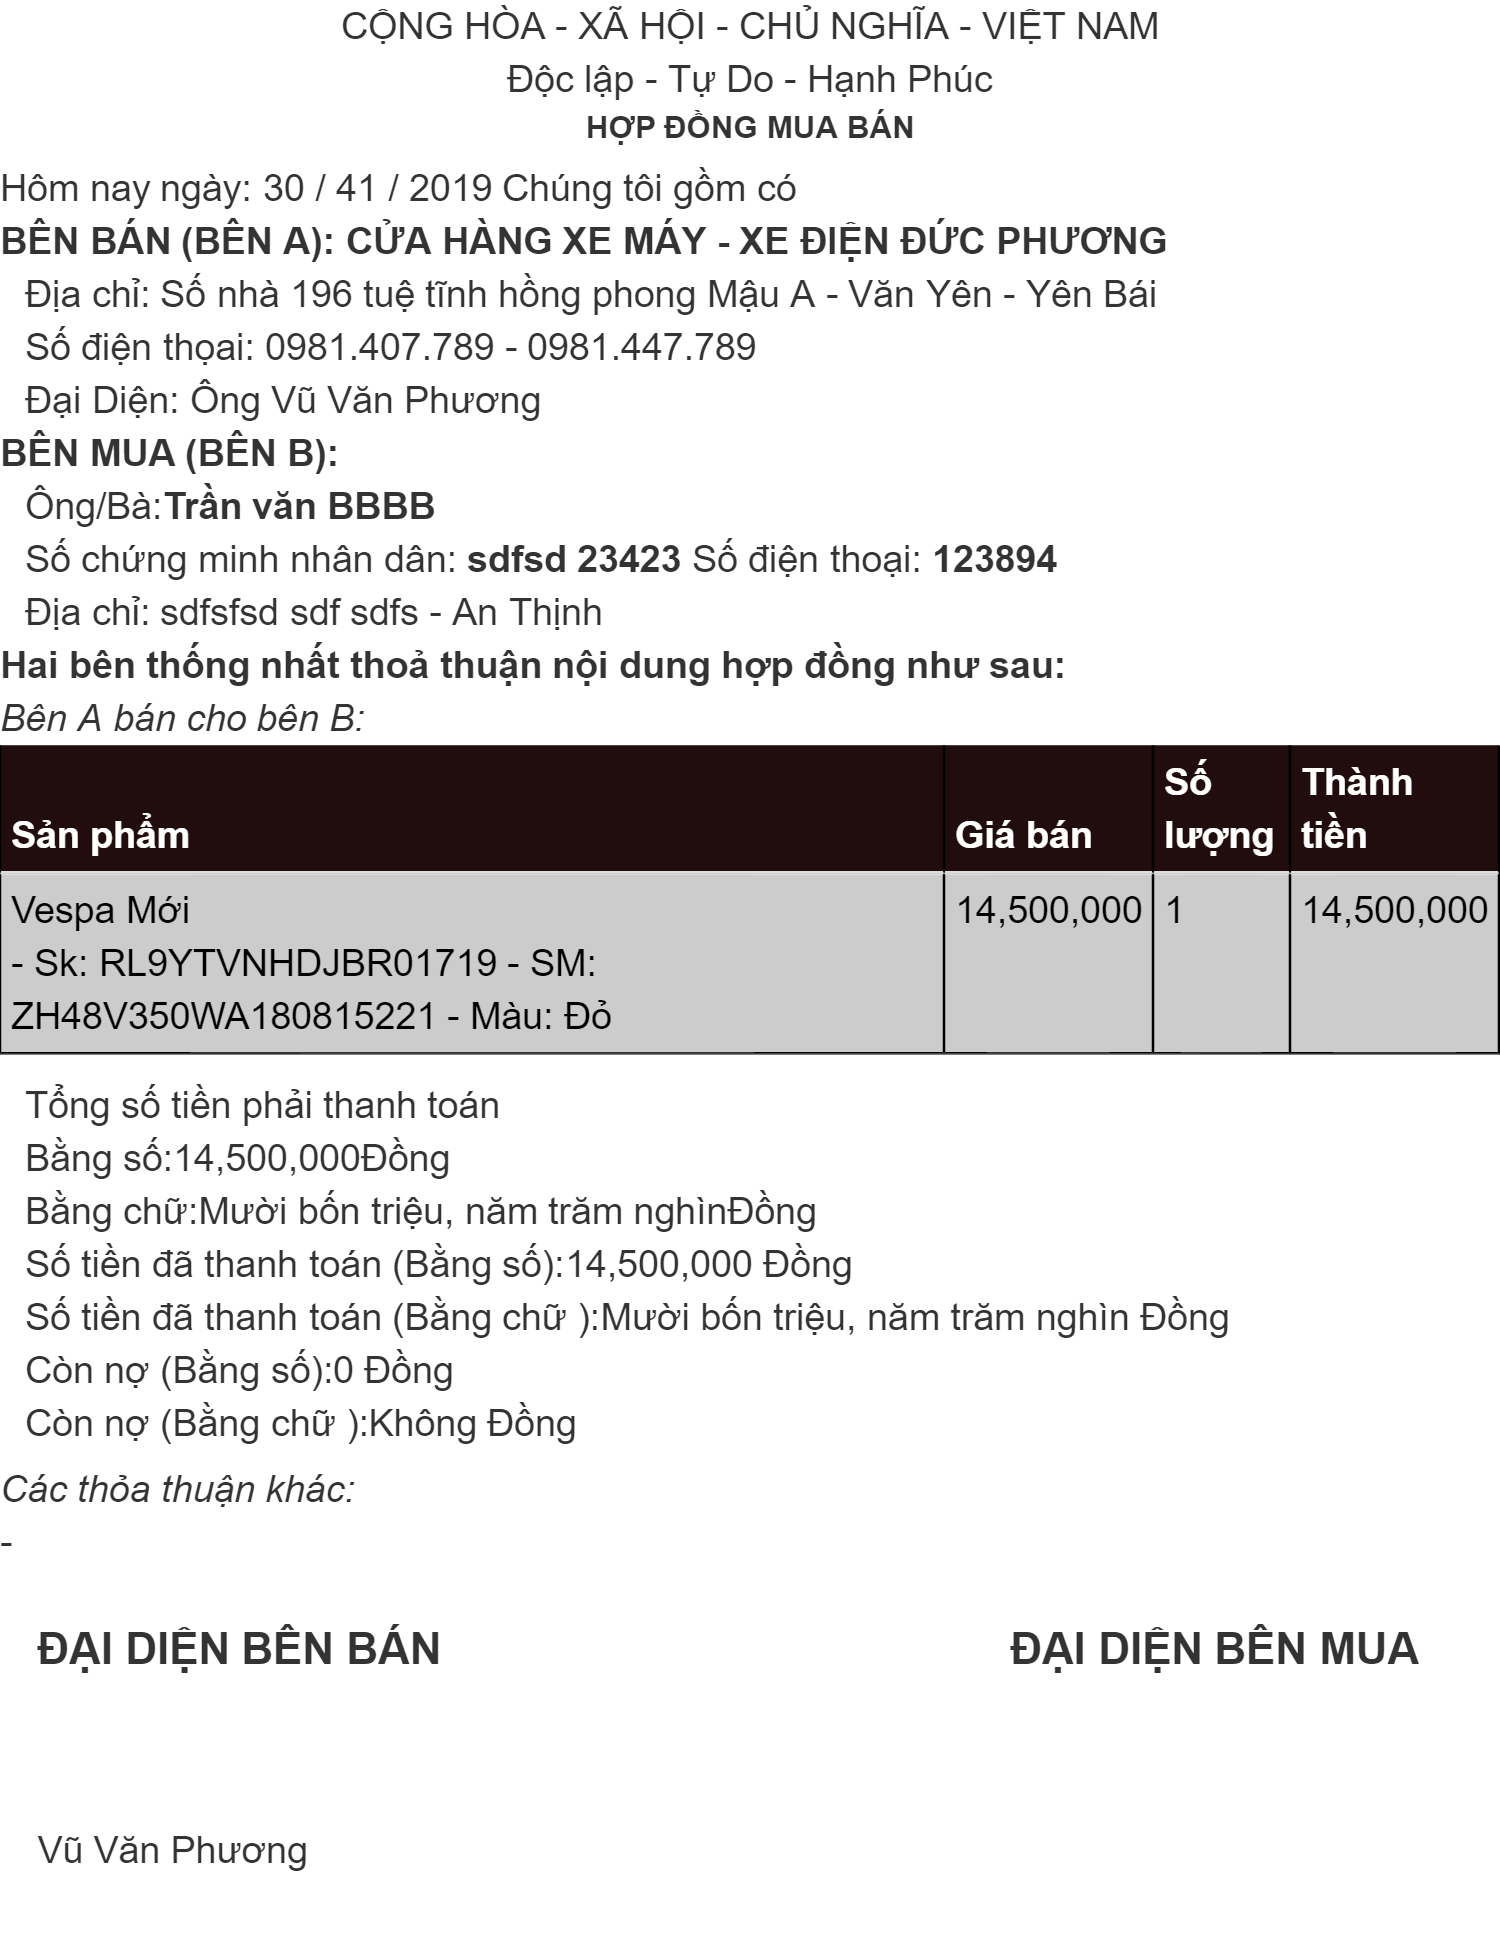 CỘNG HÒA - XÃ HỘI - CHỦ NGHĨA - VIỆT NAM
Độc lập - Tự Do - Hạnh Phúc
HỢP ĐỒNG MUA BÁN
Hôm nay ngày: 30 / 41 / 2019 Chúng tôi gồm có
BÊN BÁN (BÊN A): CỬA HÀNG XE MÁY - XE ĐIỆN ĐỨC PHƯƠNG
Địa chỉ: Số nhà 196 tuệ tĩnh hồng phong Mậu A - Văn Yên - Yên Bái
Số điện thọai: 0981.407.789 - 0981.447.789
Đại Diện: Ông Vũ Văn Phương
BÊN MUA (BÊN B):
Ông/Bà:Trần văn BBBB
Số chứng minh nhân dân: sdfsd 23423 Số điện thoại: 123894
Địa chỉ: sdfsfsd sdf sdfs - An Thịnh
Hai bên thống nhất thoả thuận nội dung hợp đồng như sau:
Bên A bán cho bên B:
Sản phẩm Giá bán Số lượng Thành tiền
Vespa Mới 14,500,000 1 14,500,000
- Sk: RL9YTVNHDJBR01719 - SM:
ZH48V350WA180815221 - Màu: Đỏ
Tổng số tiền phải thanh toán
Bằng số:14,500,000Đồng
Bằng chữ:Mười bốn triệu, năm trăm nghìnĐồng
Số tiền đã thanh toán (Bằng số):14,500,000 Đồng
Số tiền đã thanh toán (Bằng chữ ):Mười bốn triệu, năm trăm nghìn Đồng
Còn nợ (Bằng số):0 Đồng
Còn nợ (Bằng chữ ):Không Đồng
Các thỏa thuận khác:
-
ĐẠI DIỆN BÊN BÁN ĐẠI DIỆN BÊN MUA
Vũ Văn Phương